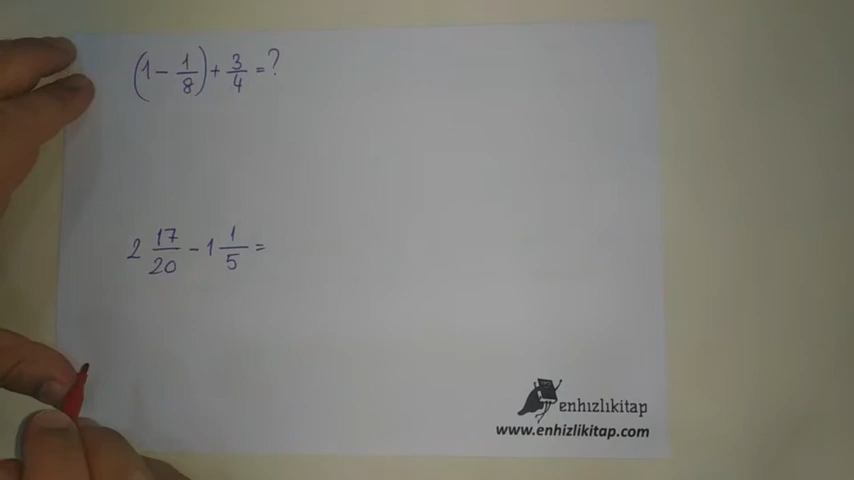 (1 - 1/8) + 3/4 = ?
2 17/20 - 1 1/5 =
enhızlıkitap
www.enhizlikitap.com